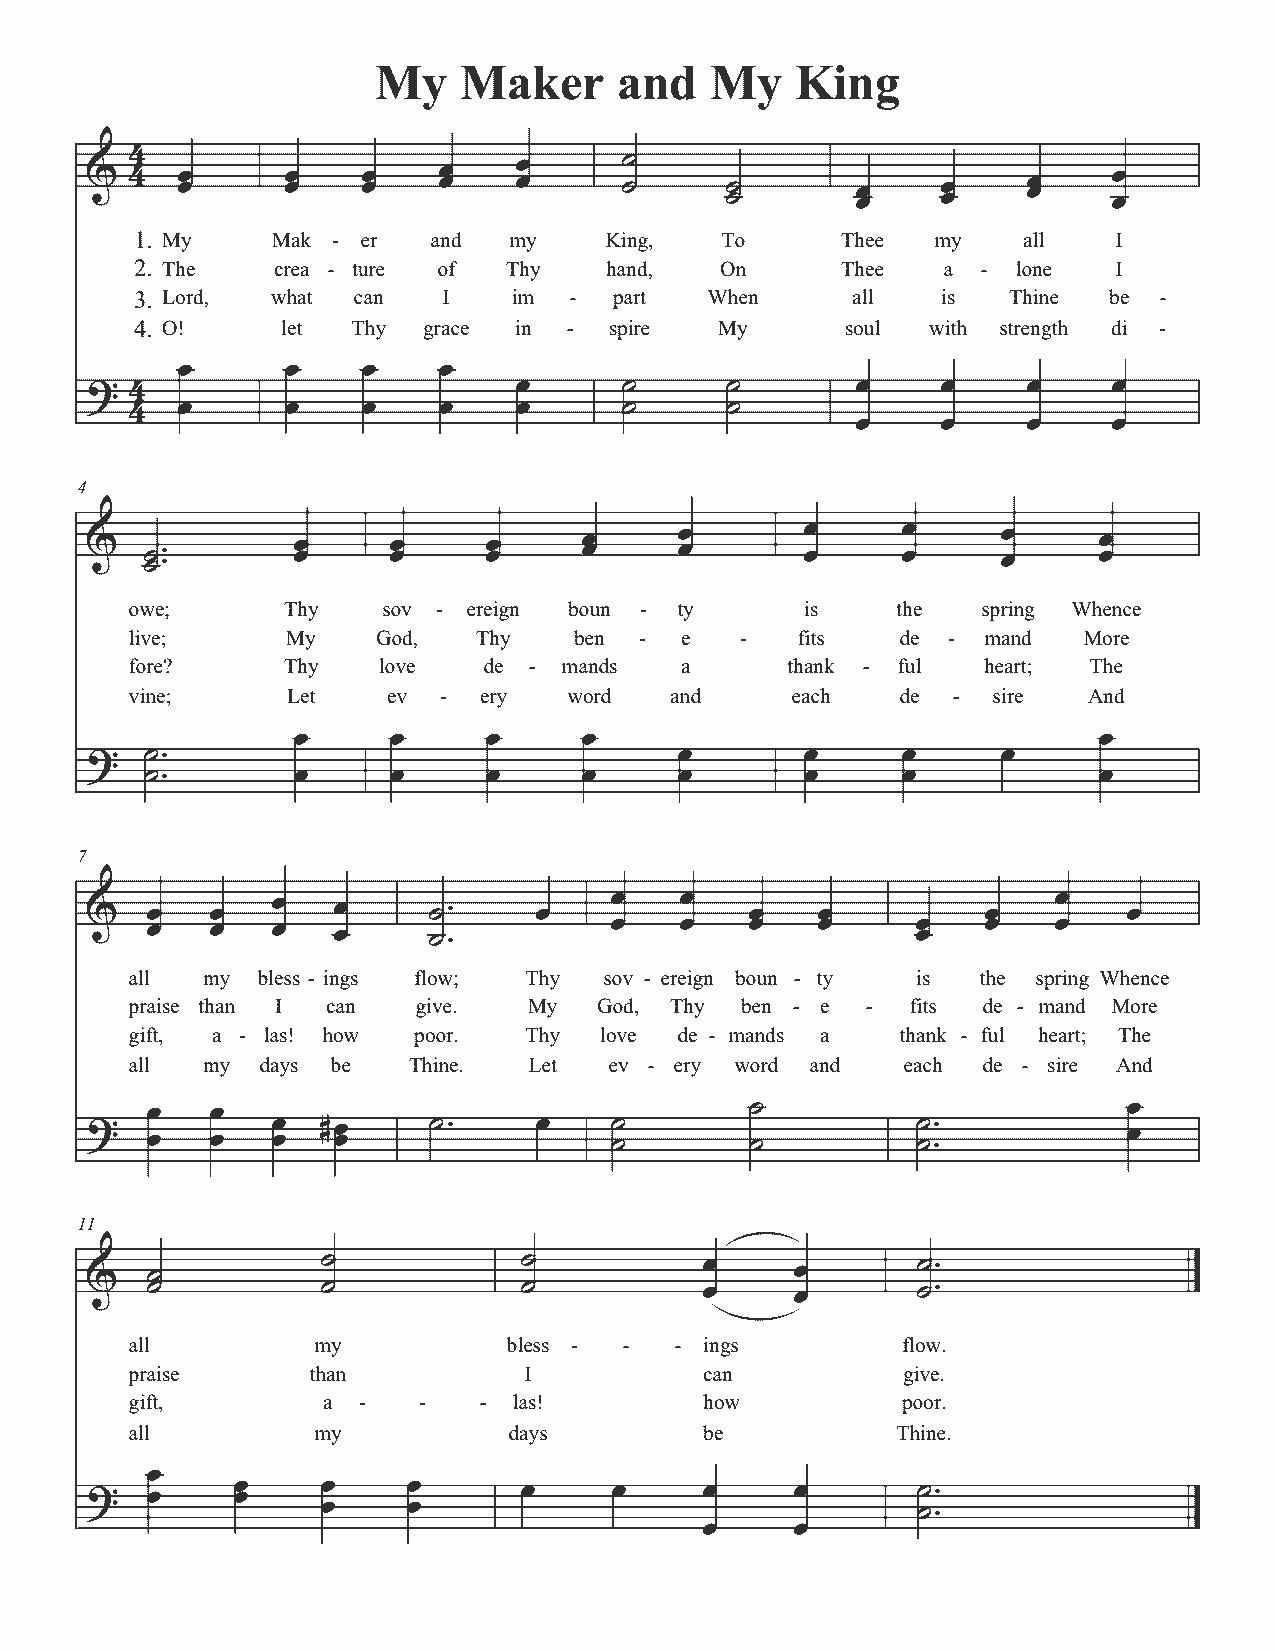 My Maker and My King
1. My Mak - er and my King, To Thee my all I
2. The crea - ture of Thy hand, On Thee a - lone I
3. Lord, what can I im - part When all is Thine be -
4. O! let Thy grace in - spire My soul with strength di -
4
owe; Thy sov - ereign boun - ty is the spring Whence
live; My God, Thy ben - e - fits de - mand More
fore? Thy love de - mands a thank - ful heart; The
vine; Let ev - ery word and each de - sire And
7
all my bless - ings flow; Thy sov - ereign boun - ty is the spring Whence
praise than I can give. My God, Thy ben - e - fits de - mand More
gift, a - las! how poor. Thy love de - mands a thank - ful heart; The
all my days be Thine. Let ev - ery word and each de - sire And
11
all my bless - - - ings flow.
praise than I can give.
gift, a - - - las! how poor.
all my days be Thine.